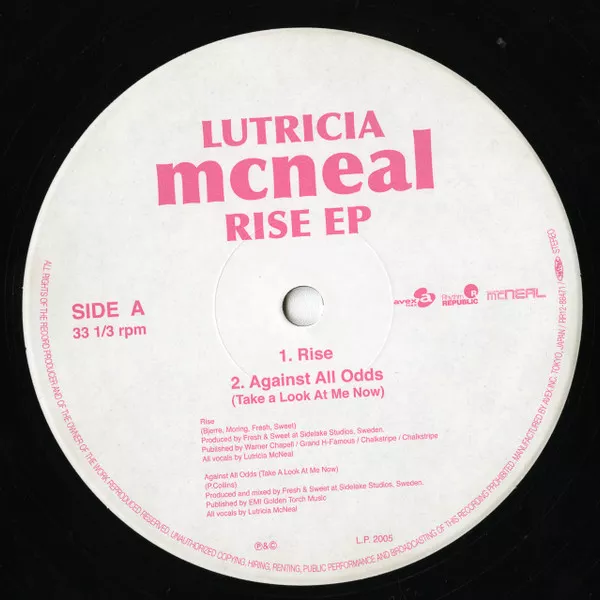 LUTRICIA
mcneal
RISE EP
SIDE A
33 1/3 rpm
avex
Rhythm
REPUBLIC
McNEAL
1. Rise
2. Against All Odds
(Take a Look At Me Now)
Rise
(Bjerre, Moring, Fresh, Sweet)
Produced by Fresh & Sweet at Sidelake Studios, Sweden.
Published by Warner Chapell / Grand H-Famous / Chalkstripe / Chalkstripe
All vocals by Lutricia McNeal
Against All Odds (Take A Look At Me Now)
(P.Collins)
Produced and mixed by Fresh & Sweet at Sidelake Studios, Sweden.
Published by EMI Golden Torch Music
All vocals by Lutricia McNeal
℗&©
L.P. 2005
ALL RIGHTS OF THE RECORD PRODUCER AND OF THE OWNER OF THE WORK REPRODUCED RESERVED. UNAUTHORIZED COPYING, HIRING, RENTING, PUBLIC PERFORMANCE AND BROADCASTING OF THIS RECORDING PROHIBITED. MANUFACTURED BY AVEX INC. TOKYO, JAPAN / RR12-88471 / STEREO